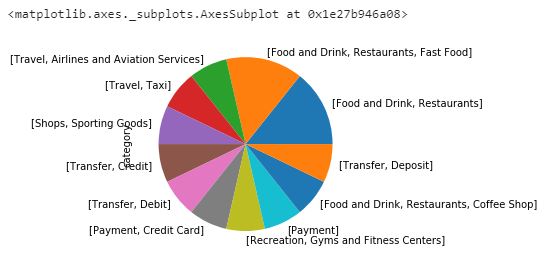 <matplotlib.axes._subplots.AxesSubplot at 0x1e27b946a08>
[Food and Drink, Restaurants, Fast Food]
[Travel, Airlines and Aviation Services]
[Travel, Taxi]
[Food and Drink, Restaurants]
[Shops, Sporting Goods]
category
[Transfer, Credit]
[Transfer, Deposit]
[Transfer, Debit]
[Food and Drink, Restaurants, Coffee Shop]
[Payment, Credit Card]
[Payment]
[Recreation, Gyms and Fitness Centers]